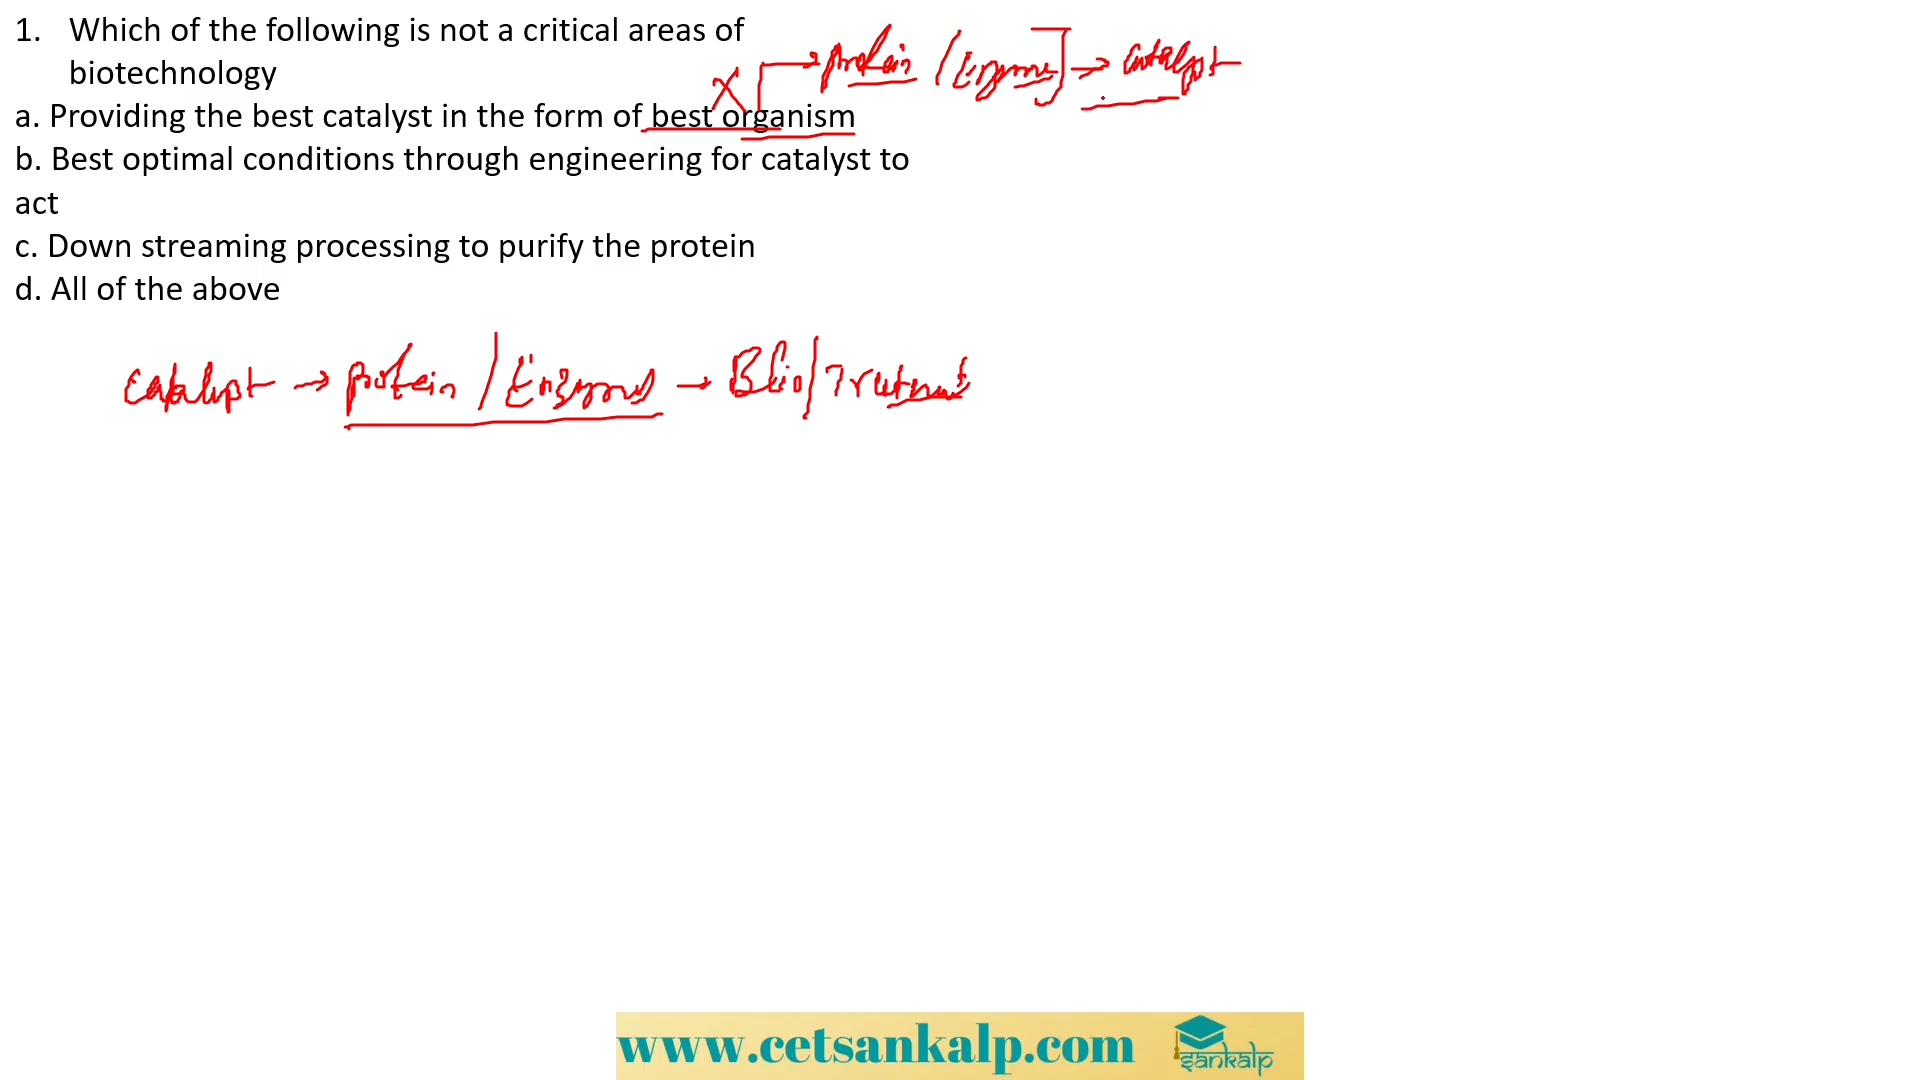 1. Which of the following is not a critical areas of
biotechnology
X → protein / Enzyme] → catalyst
a. Providing the best catalyst in the form of best organism
b. Best optimal conditions through engineering for catalyst to
act
c. Down streaming processing to purify the protein
d. All of the above
catalyst → protein / Enzymes →
www.cetsankalp.com
sankalp